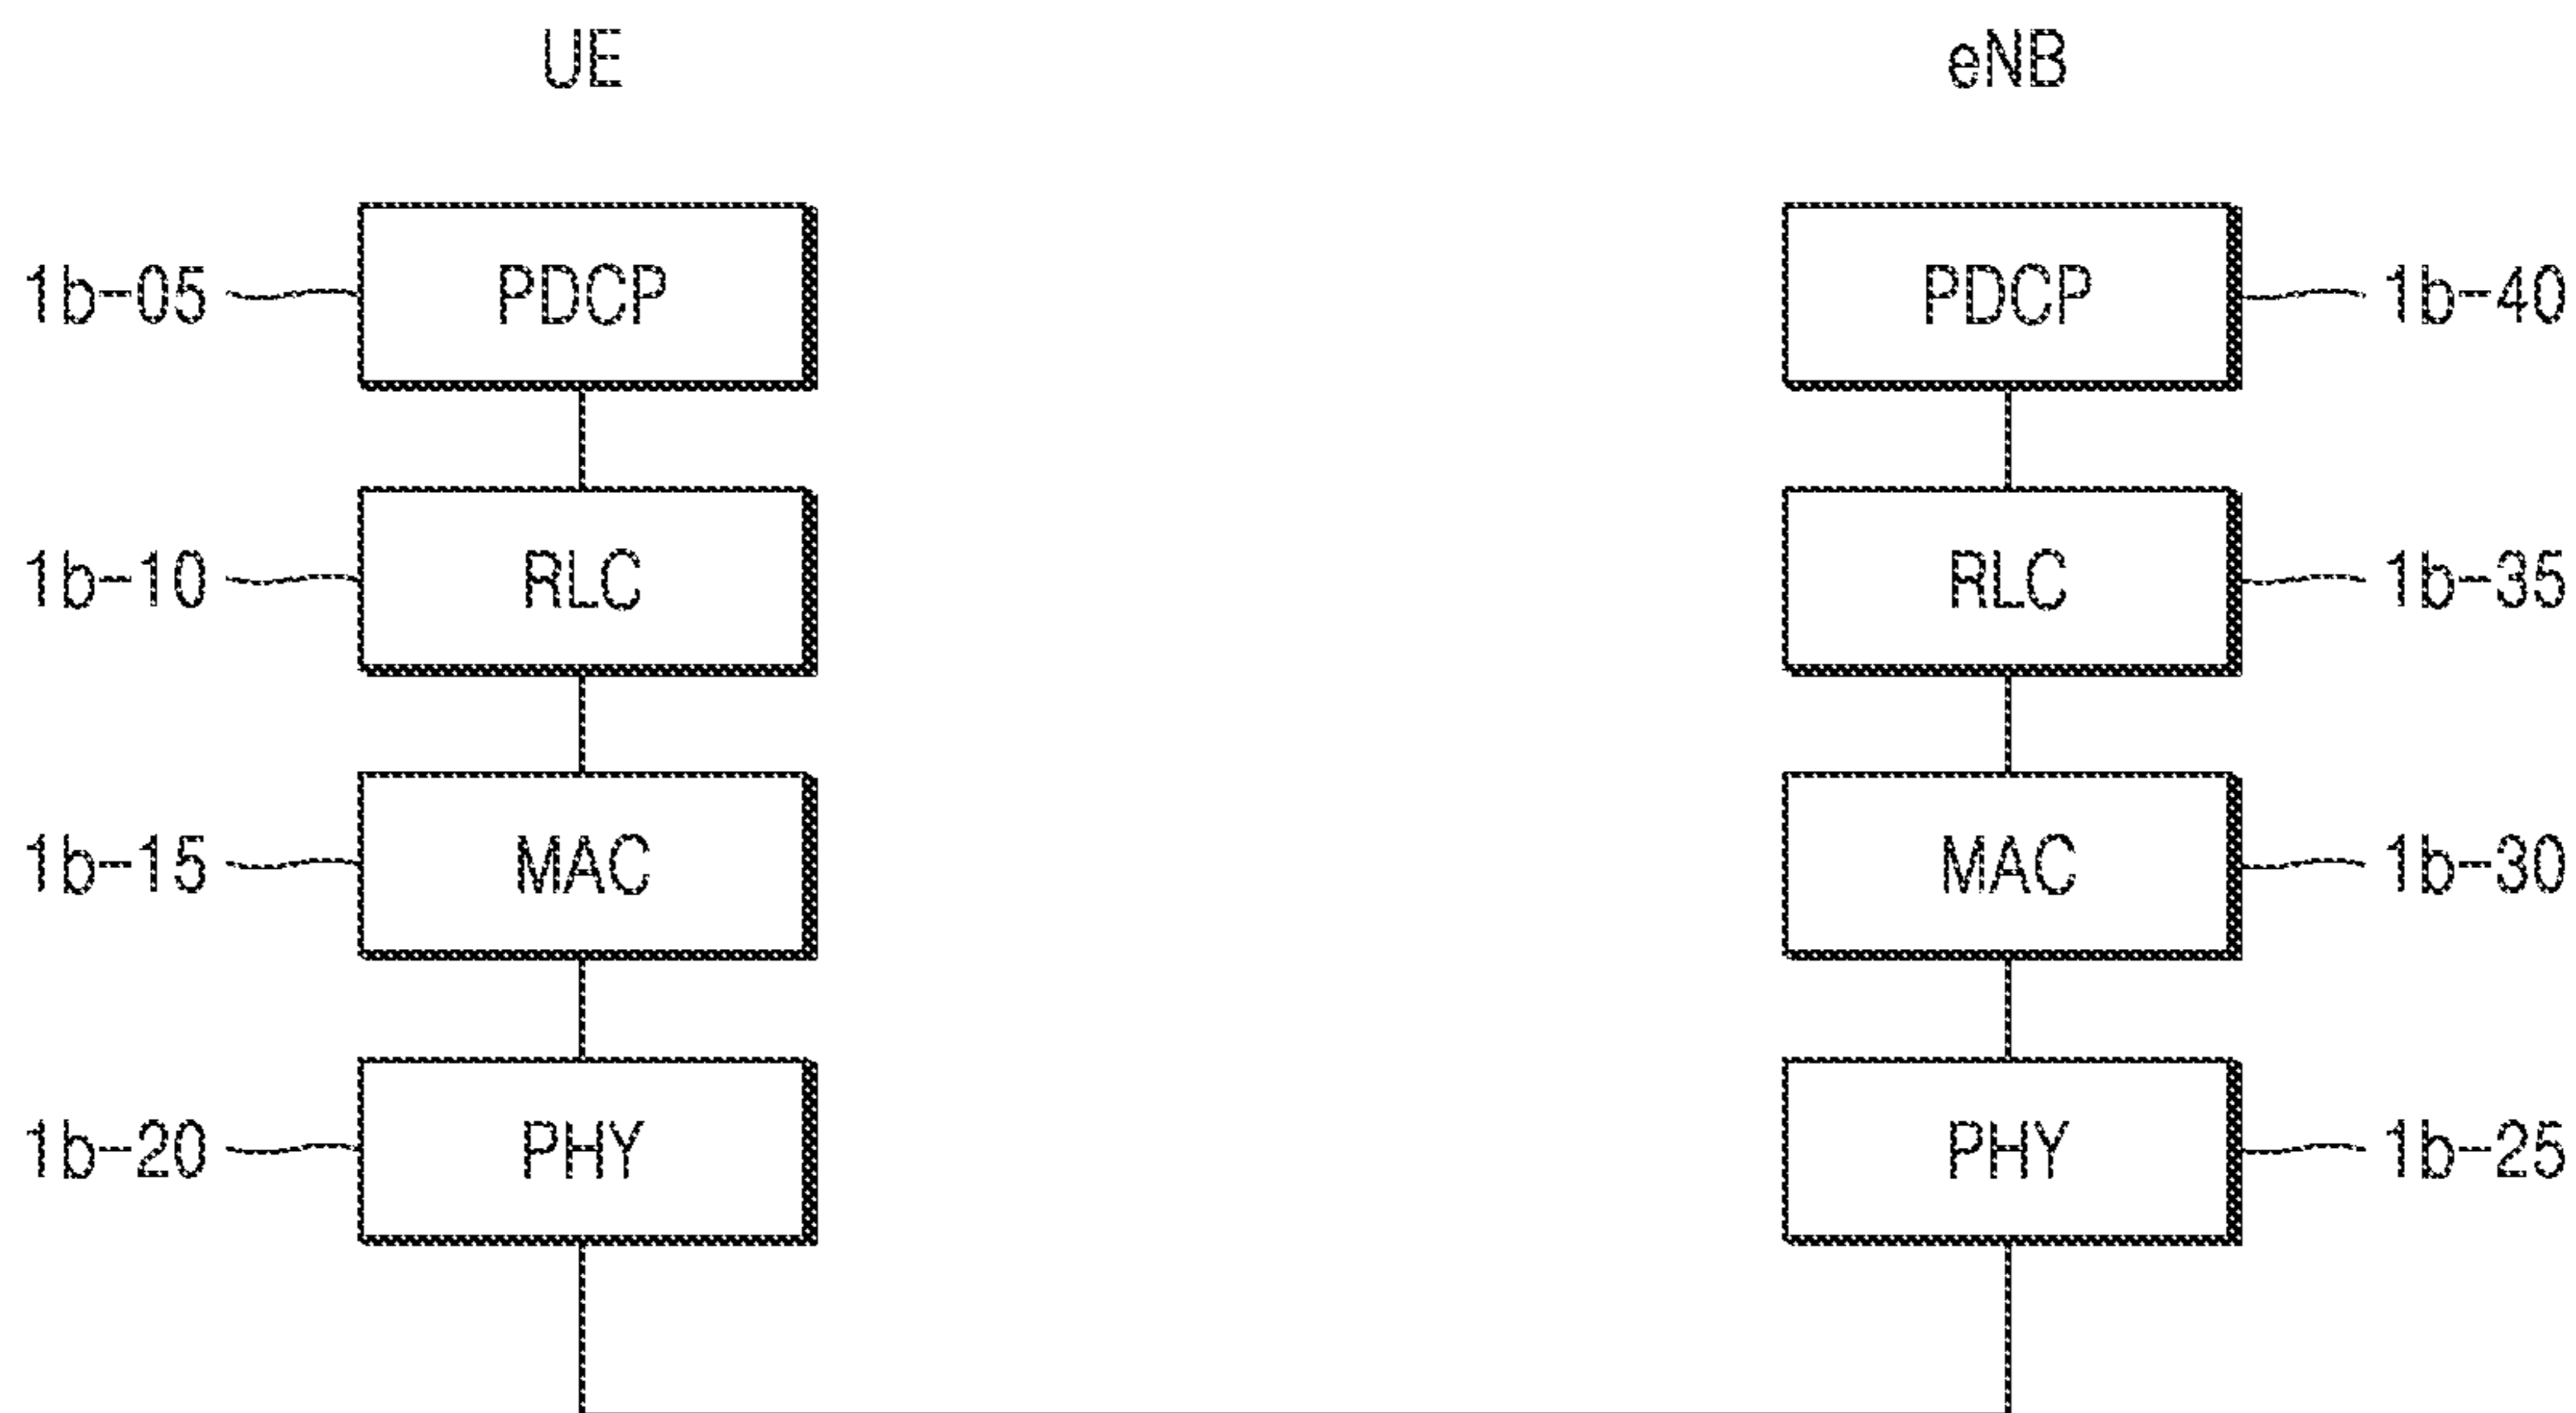 UE eNB
1b-05 PDCP PDCP 1b-40
1b-10 RLC RLC 1b-35
1b-15 MAC MAC 1b-30
1b-20 PHY PHY 1b-25